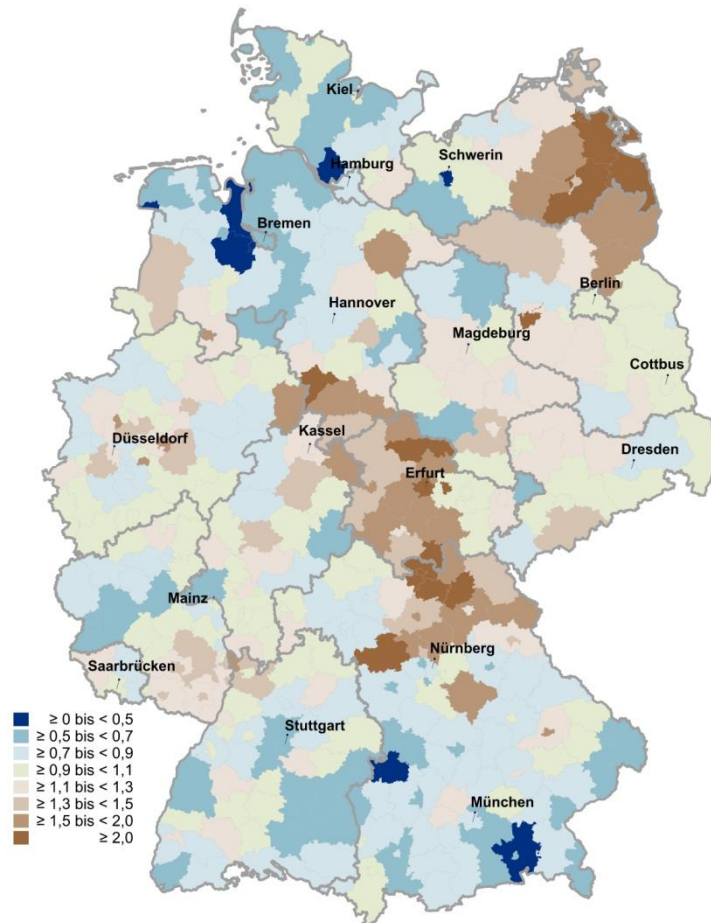 Kiel
Schwerin
Hamburg
Bremen
Berlin
Hannover
Magdeburg
Cottbus
Düsseldorf
Kassel
Dresden
Erfurt
Mainz
Nürnberg
Saarbrücken
Stuttgart
München
≥ 0 bis < 0,5
≥ 0,5 bis < 0,7
≥ 0,7 bis < 0,9
≥ 0,9 bis < 1,1
≥ 1,1 bis < 1,3
≥ 1,3 bis < 1,5
≥ 1,5 bis < 2,0
≥ 2,0